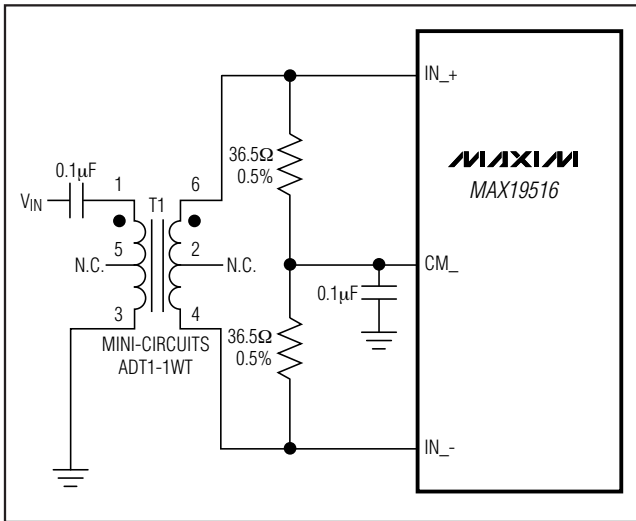 IN_+
MAXIM
MAX19516
36.5Ω
0.5%
0.1µF
1
6
VIN
T1
5
2
N.C.
N.C.
CM_
0.1µF
3
4
36.5Ω
0.5%
MINI-CIRCUITS
ADT1-1WT
IN_-